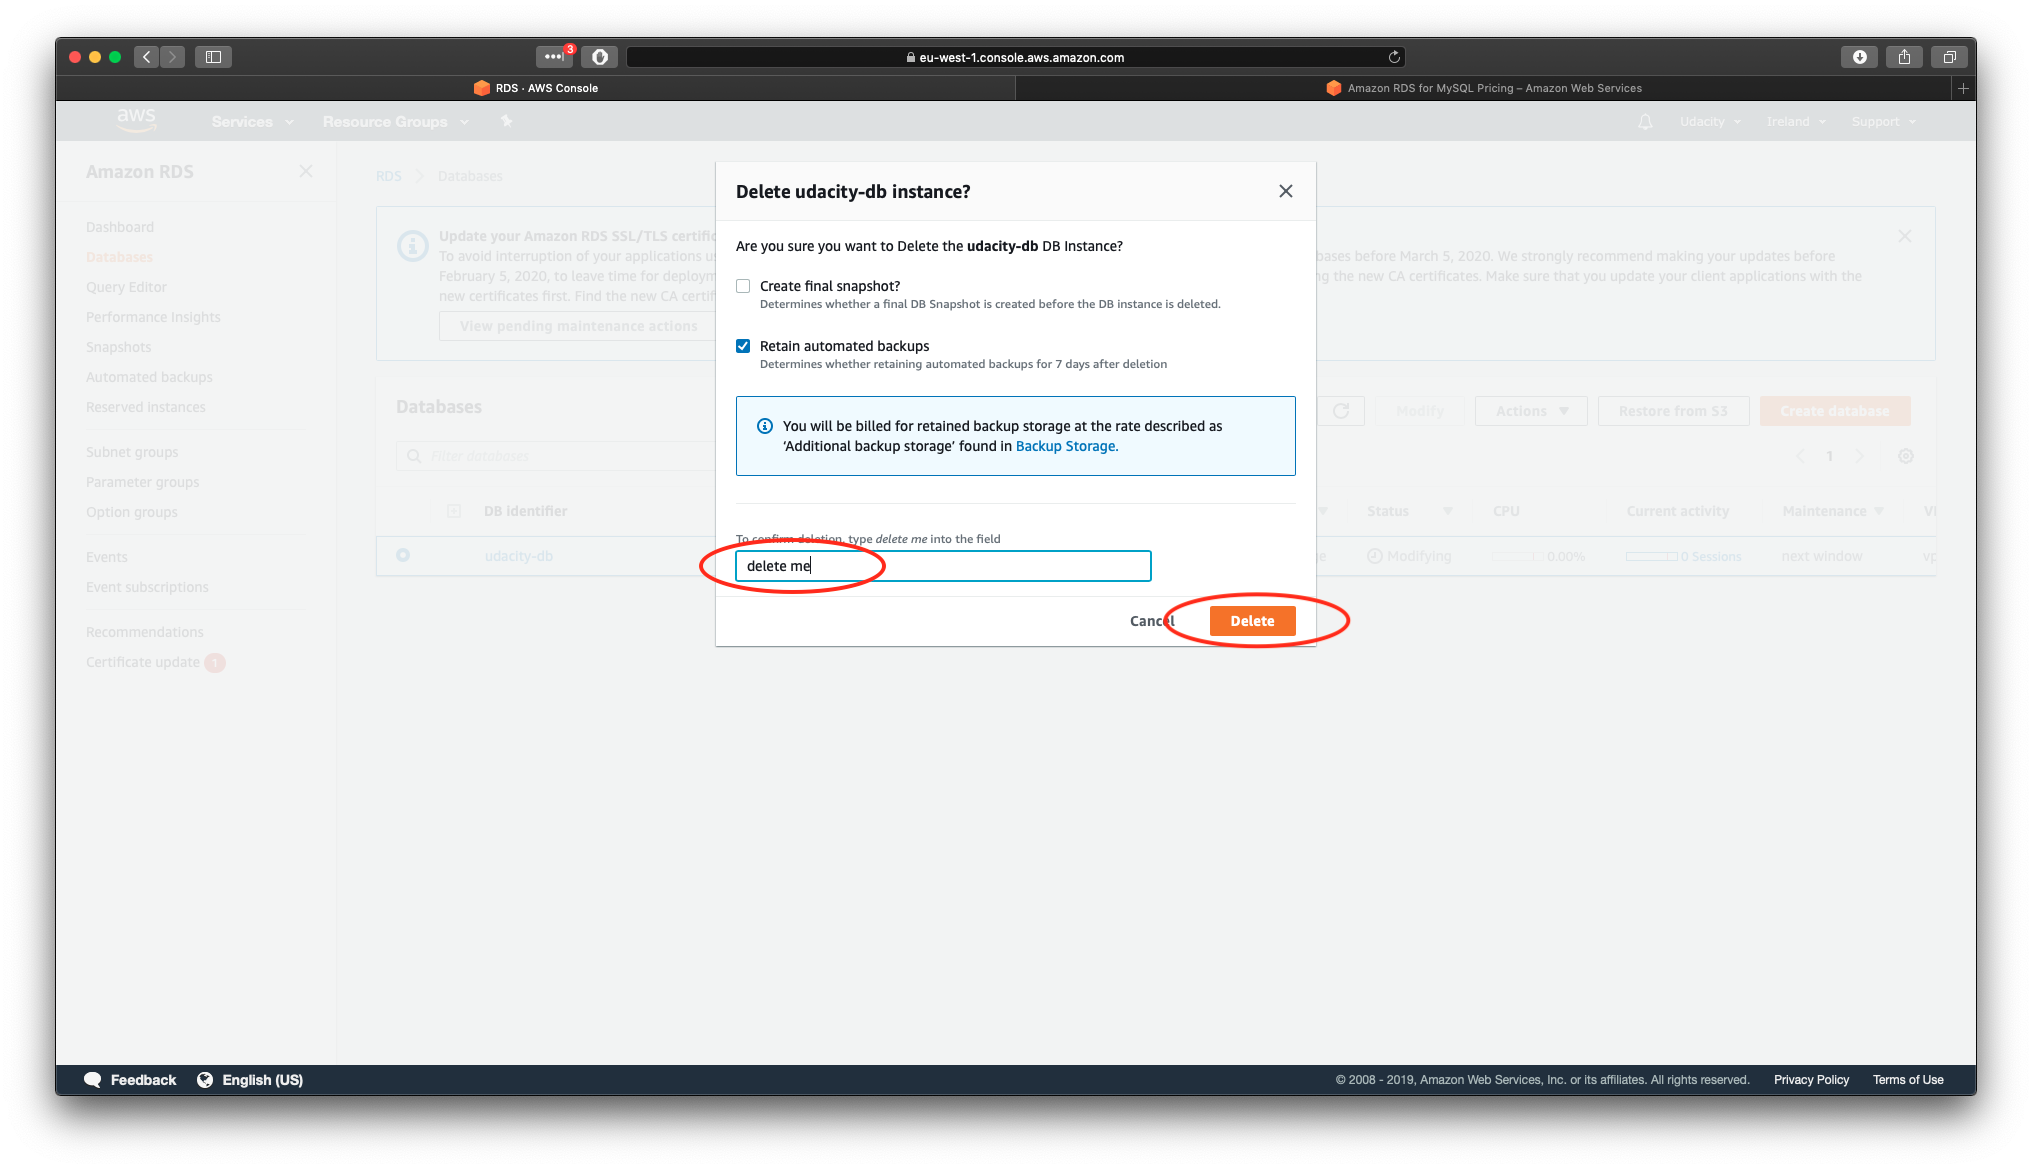 3
eu-west-1.console.aws.amazon.com
RDS · AWS Console
Amazon RDS for MySQL Pricing – Amazon Web Services
aws
Services
Resource Groups
Udacity
Ireland
Support
Amazon RDS
Dashboard
Databases
Query Editor
Performance Insights
Snapshots
Automated backups
Reserved instances
Subnet groups
Parameter groups
Option groups
Events
Event subscriptions
Recommendations
Certificate update 1
RDS > Databases
Update your Amazon RDS SSL/TLS
To avoid interruption of your applications
bases before March 5, 2020. We strongly recommend making your updates before
February 5, 2020, to leave time for
the new CA certificates. Make sure that you update your client applications with the
new certificates first. Find the new CA
View pending maintenance actions
Databases
Modify
Actions
Restore from S3
Create database
Filter databases
1
DB identifier
Status
CPU
Current activity
Maintenance
udacity-db
Modifying
0.00%
0 Sessions
next window
Delete udacity-db instance?
Are you sure you want to Delete the udacity-db DB Instance?
Create final snapshot?
Determines whether a final DB Snapshot is created before the DB instance is deleted.
Retain automated backups
Determines whether retaining automated backups for 7 days after deletion
You will be billed for retained backup storage at the rate described as
‘Additional backup storage’ found in Backup Storage.
To confirm deletion, type delete me into the field
delete me
Cancel
Delete
Feedback
English (US)
© 2008 - 2019, Amazon Web Services, Inc. or its affiliates. All rights reserved.
Privacy Policy
Terms of Use